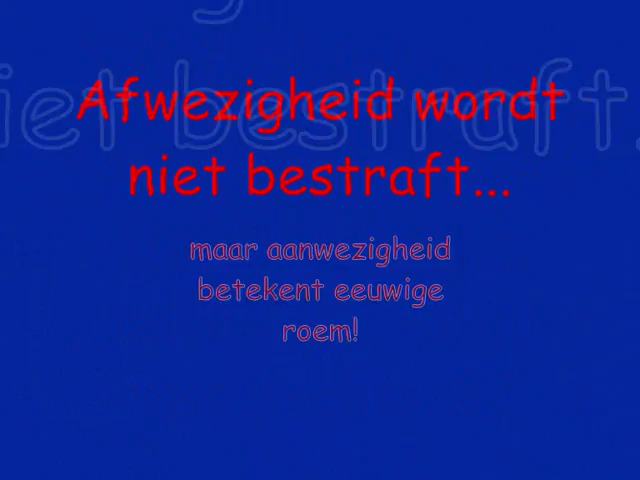 Afwezigheid wordt
niet bestraft...
maar aanwezigheid
betekent eeuwige
roem!